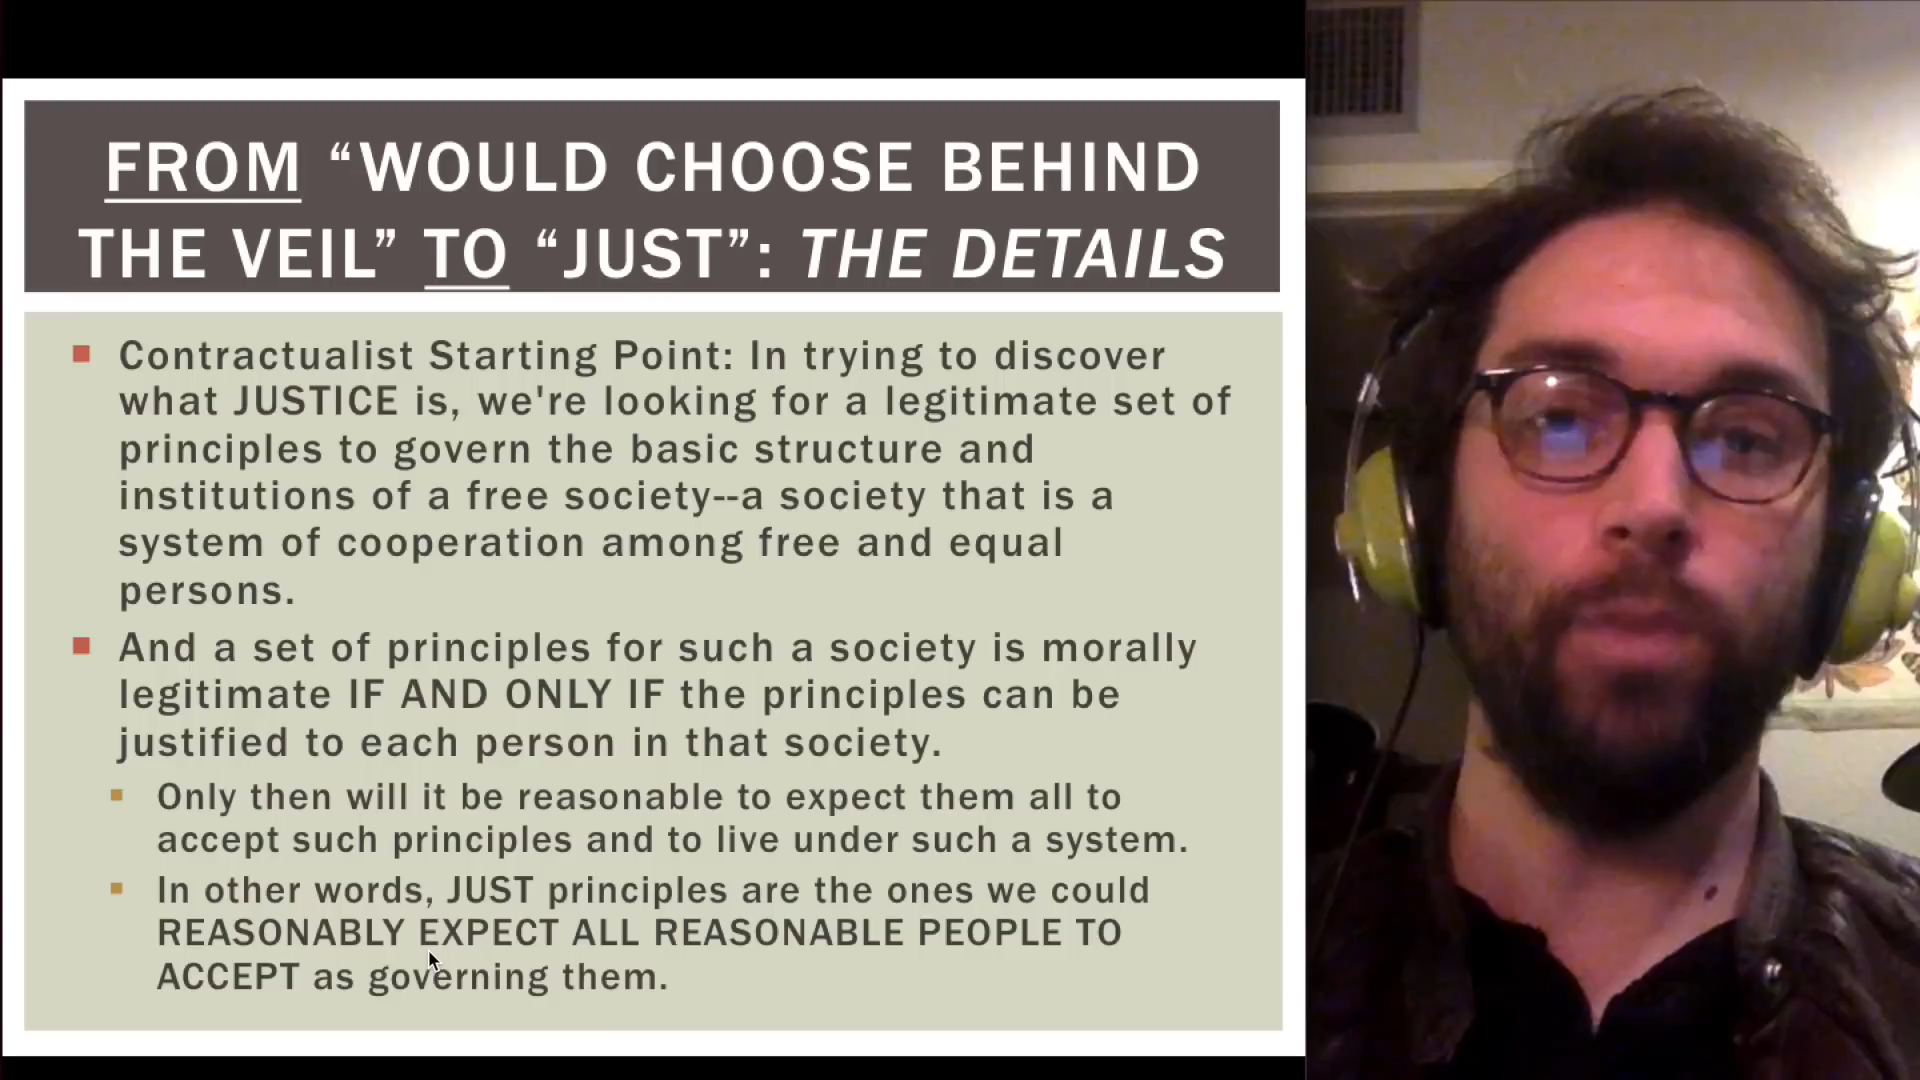 FROM “WOULD CHOOSE BEHIND
THE VEIL” TO “JUST”: THE DETAILS
Contractualist Starting Point: In trying to discover
what JUSTICE is, we're looking for a legitimate set of
principles to govern the basic structure and
institutions of a free society--a society that is a
system of cooperation among free and equal
persons.
And a set of principles for such a society is morally
legitimate IF AND ONLY IF the principles can be
justified to each person in that society.
Only then will it be reasonable to expect them all to
accept such principles and to live under such a system.
In other words, JUST principles are the ones we could
REASONABLY EXPECT ALL REASONABLE PEOPLE TO
ACCEPT as governing them.